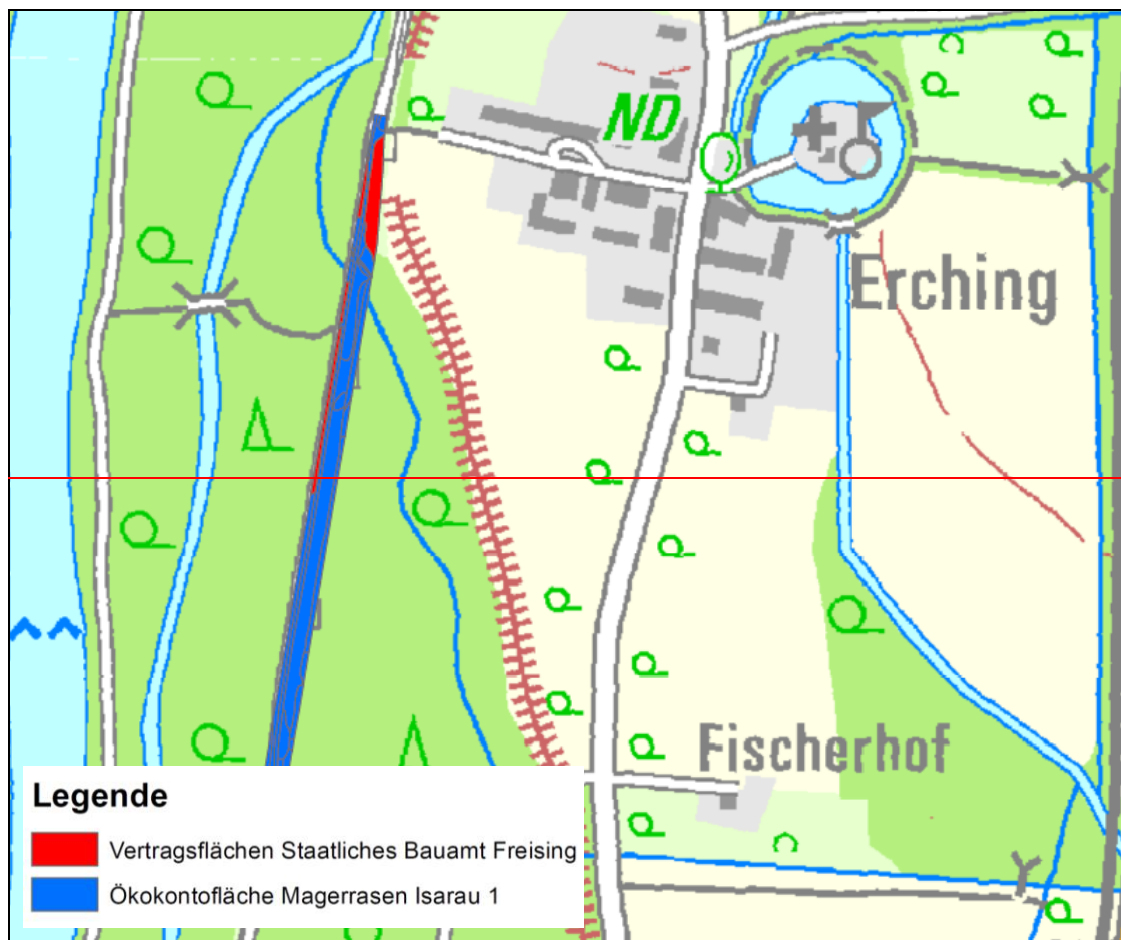 ND
Erching
Fischerhof
Legende
Vertragsflächen Staatliches Bauamt Freising
Ökokontofläche Magerrasen Isarau 1